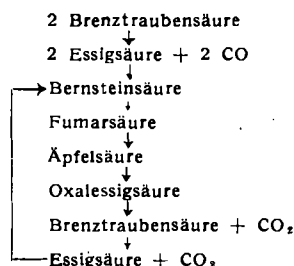 2 Brenztraubensäure
2 Essigsäure + 2 CO
Bernsteinsäure
Fumarsäure
Äpfelsäure
Oxalessigsäure
Brenztraubensäure + CO₂
Essigsäure + CO₂